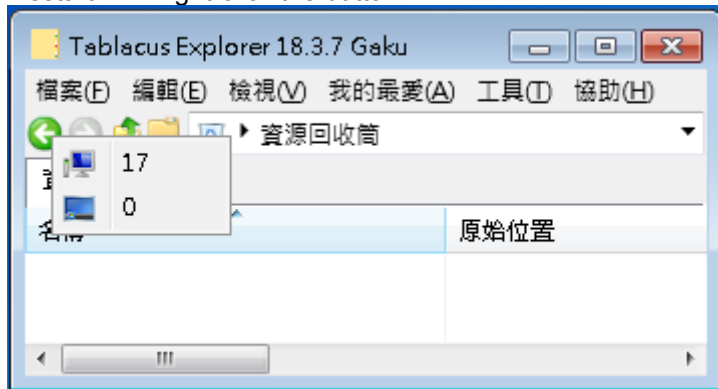 Tablacus Explorer 18.3.7 Gaku
檔案(F) 編輯(E) 檢視(V) 我的最愛(A) 工具(T) 協助(H)
資源回收筒
17
0
原始位置